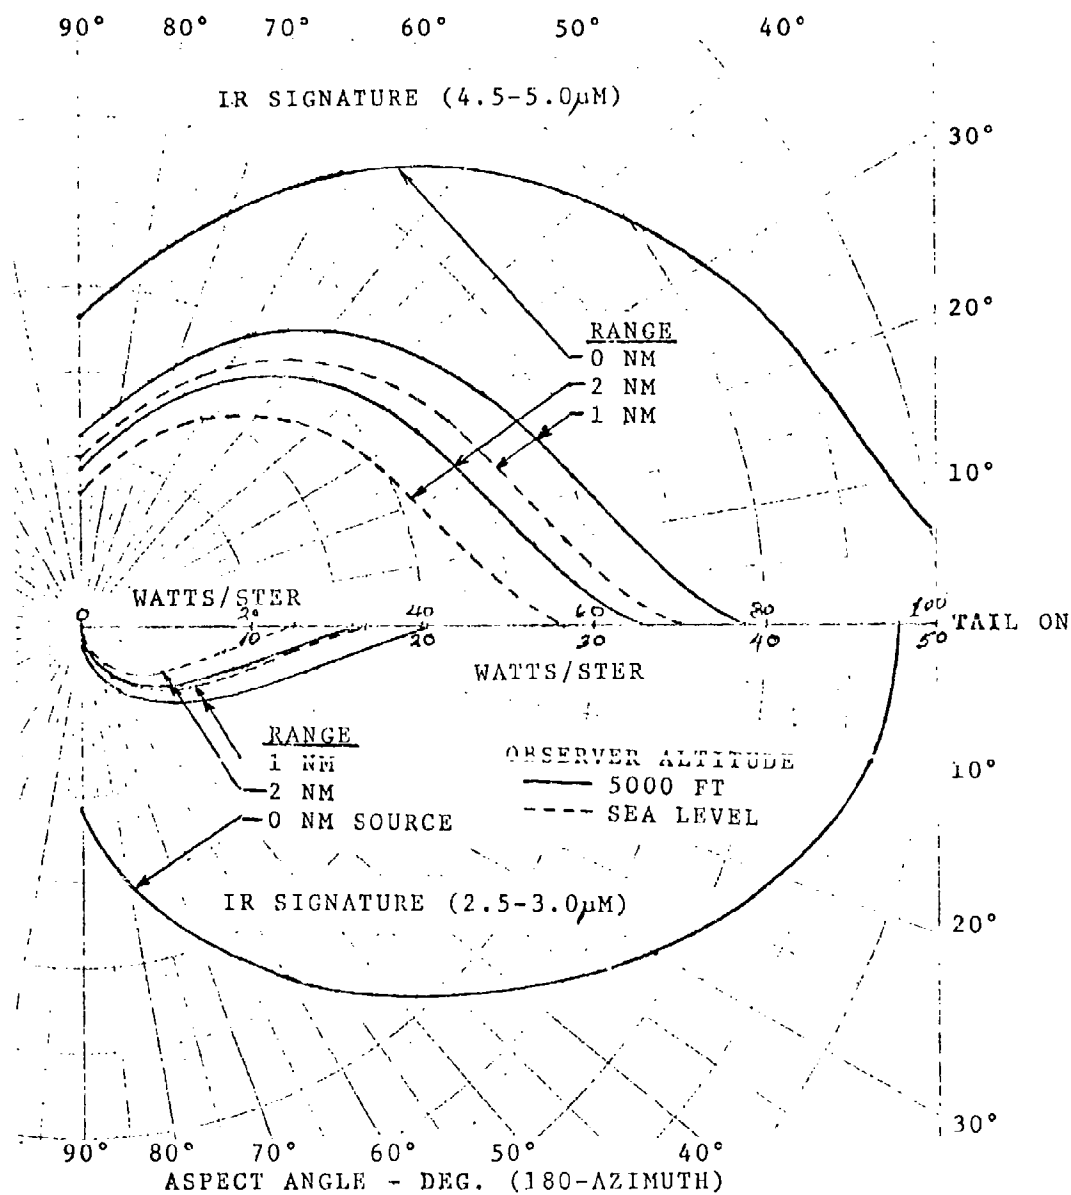 90° 80° 70° 60° 50° 40°
IR SIGNATURE (4.5-5.0μM)
30°
20°
RANGE
0 NM
2 NM
1 NM
10°
WATTS/STER
0 20 40 60 80 100
TAIL ON
10 20 30 40 50
WATTS/STER
RANGE
1 NM
2 NM
0 NM SOURCE
OBSERVER ALTITUDE
5000 FT
SEA LEVEL
10°
IR SIGNATURE (2.5-3.0μM)
20°
30°
90° 80° 70° 60° 50° 40°
ASPECT ANGLE - DEG. (180-AZIMUTH)